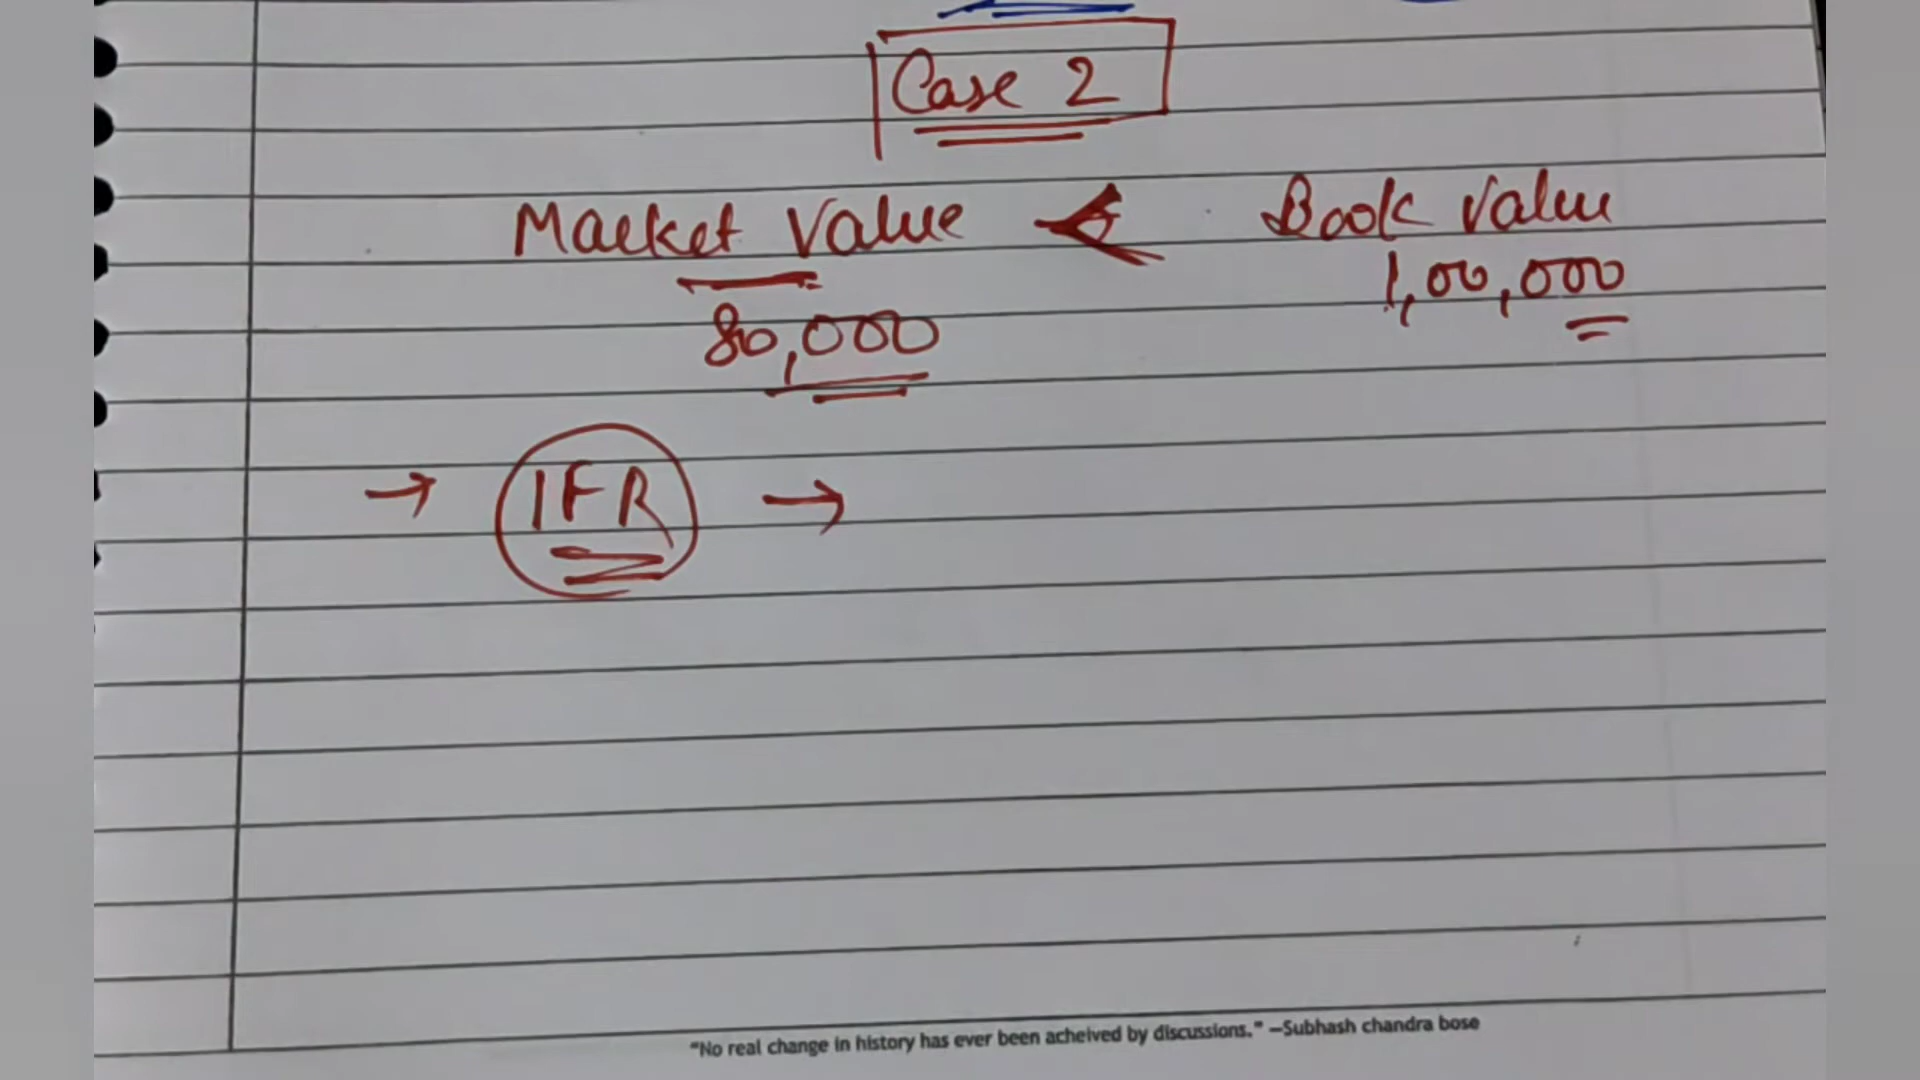 Case 2
Market Value < Book Value
80,000 1,00,000
→ IFR →
"No real change in history has ever been acheived by discussions." —Subhash chandra bose